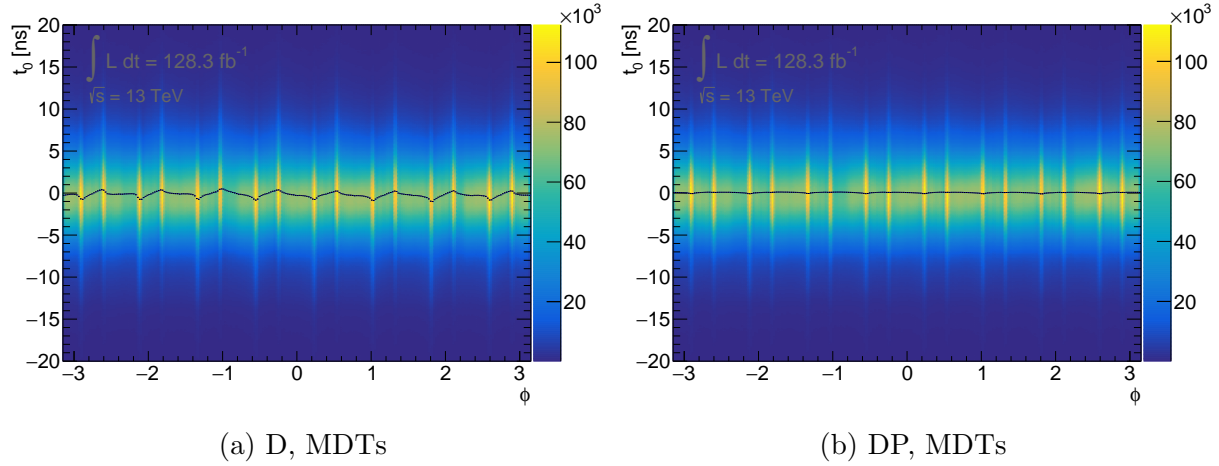 t₀ [ns]
×10³
20
15
10
5
0
−5
−10
−15
−20
∫ L dt = 128.3 fb⁻¹
√s = 13 TeV
100
80
60
40
20
−3 −2 −1 0 1 2 3
ϕ
(a) D, MDTs
t₀ [ns]
×10³
20
15
10
5
0
−5
−10
−15
−20
∫ L dt = 128.3 fb⁻¹
√s = 13 TeV
100
80
60
40
20
−3 −2 −1 0 1 2 3
ϕ
(b) DP, MDTs